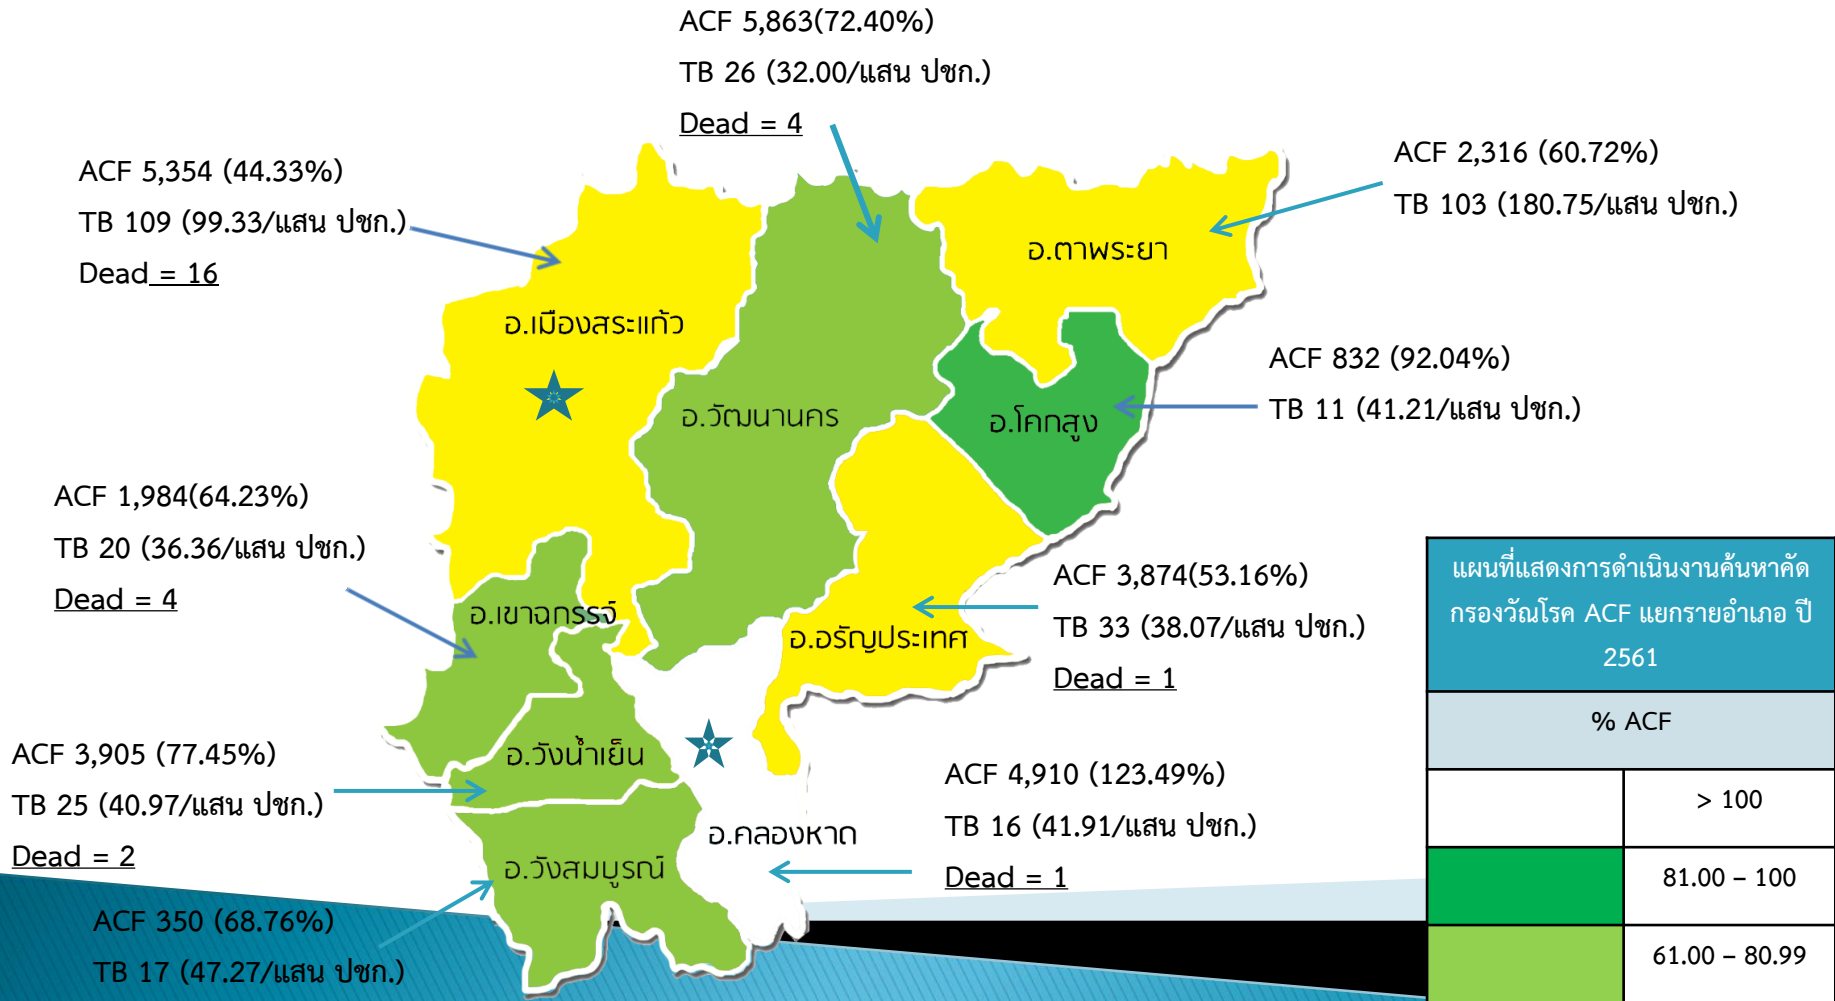 ACF 5,863(72.40%)
TB 26 (32.00/แสน ปชก.)
Dead = 4
ACF 5,354 (44.33%)
TB 109 (99.33/แสน ปชก.)
Dead = 16
ACF 2,316 (60.72%)
TB 103 (180.75/แสน ปชก.)
อ.ตาพระยา
อ.เมืองสระแก้ว
ACF 832 (92.04%)
TB 11 (41.21/แสน ปชก.)
อ.วัฒนานคร
อ.โคกสูง
ACF 1,984(64.23%)
TB 20 (36.36/แสน ปชก.)
Dead = 4
อ.เขาฉกรรจ์
ACF 3,874(53.16%)
TB 33 (38.07/แสน ปชก.)
Dead = 1
อ.อรัญประเทศ
ACF 3,905 (77.45%)
TB 25 (40.97/แสน ปชก.)
Dead = 2
อ.วังน้ำเย็น
ACF 4,910 (123.49%)
TB 16 (41.91/แสน ปชก.)
Dead = 1
อ.คลองหาด
อ.วังสมบูรณ์
ACF 350 (68.76%)
TB 17 (47.27/แสน ปชก.)
แผนที่แสดงการดำเนินงานค้นหาคัด
กรองวัณโรค ACF แยกรายอำเภอ ปี
2561
% ACF
> 100
81.00 – 100
61.00 – 80.99